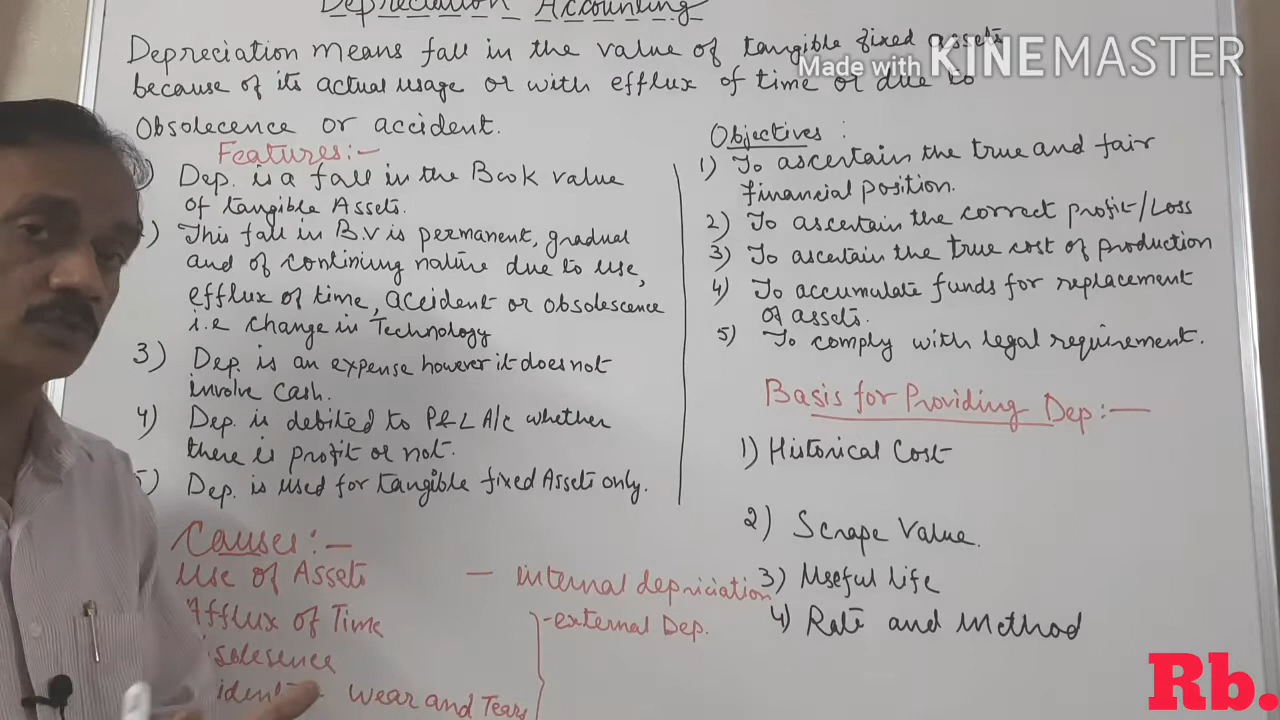 Depreciation Accounting
Depreciation means fall in the value of tangible fixed assets
because of its actual usage or with efflux of time or due to
Obsolecence or accident.
Made with KINEMASTER
Features:-
Dep. is a fall in the Book value
of tangible Assets.
This fall in B.V is permanent, gradual
and of continuing nature due to use,
efflux of time, accident or obsolescence
i.e change in Technology
3) Dep. is an expense however it does not
involve cash.
4) Dep. is debited to P&L A/c whether
there is profit or not.
5) Dep. is used for tangible fixed Assets only.
Causes:-
Use of Assets — internal depriciation
Afflux of Time
-external Dep.
wear and Tears
Objectives:
1) To ascertain the true and fair
financial position.
2) To ascertain the correct profit/Loss
3) To ascertain the true cost of production
4) To accumulate funds for replacement
of assets.
5) To comply with legal requirement.
Basis for Providing Dep:—
1) Historical Cost
2) Scrape Value.
3) Useful life
4) Rate and Method
Rb.